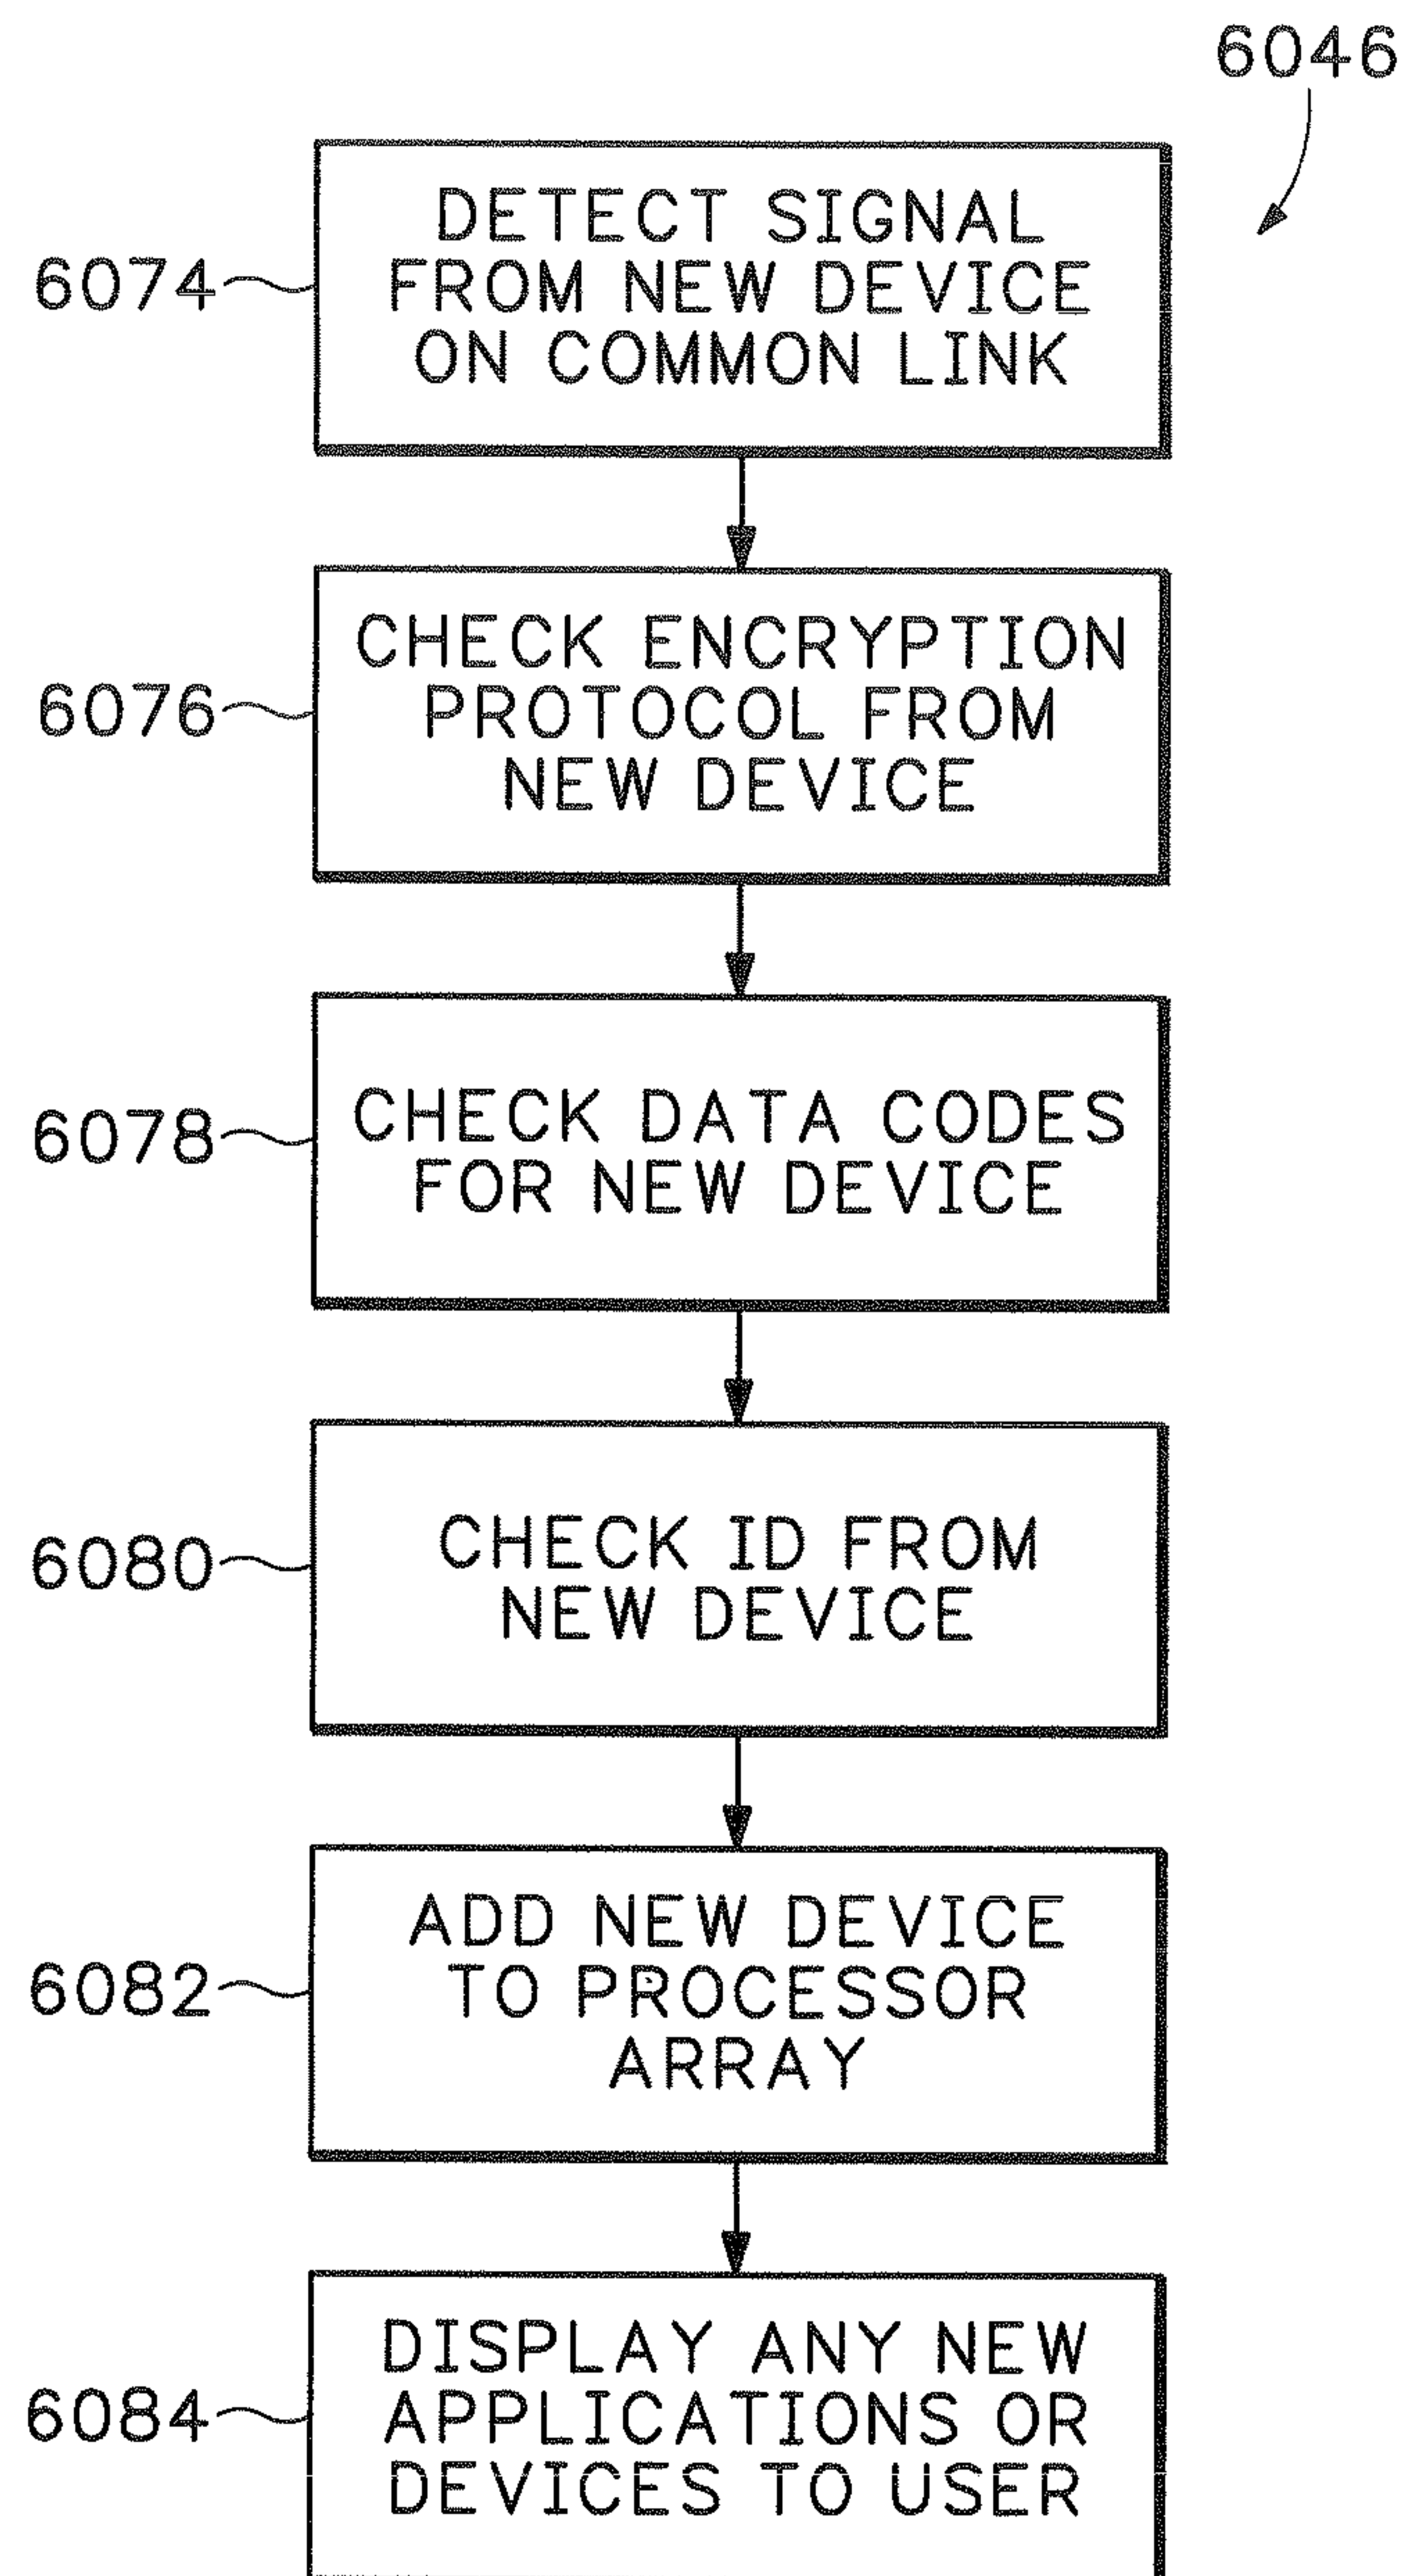 6046
DETECT SIGNAL
FROM NEW DEVICE
ON COMMON LINK
6074
CHECK ENCRYPTION
PROTOCOL FROM
NEW DEVICE
6076
CHECK DATA CODES
FOR NEW DEVICE
6078
CHECK ID FROM
NEW DEVICE
6080
ADD NEW DEVICE
TO PROCESSOR
ARRAY
6082
DISPLAY ANY NEW
APPLICATIONS OR
DEVICES TO USER
6084